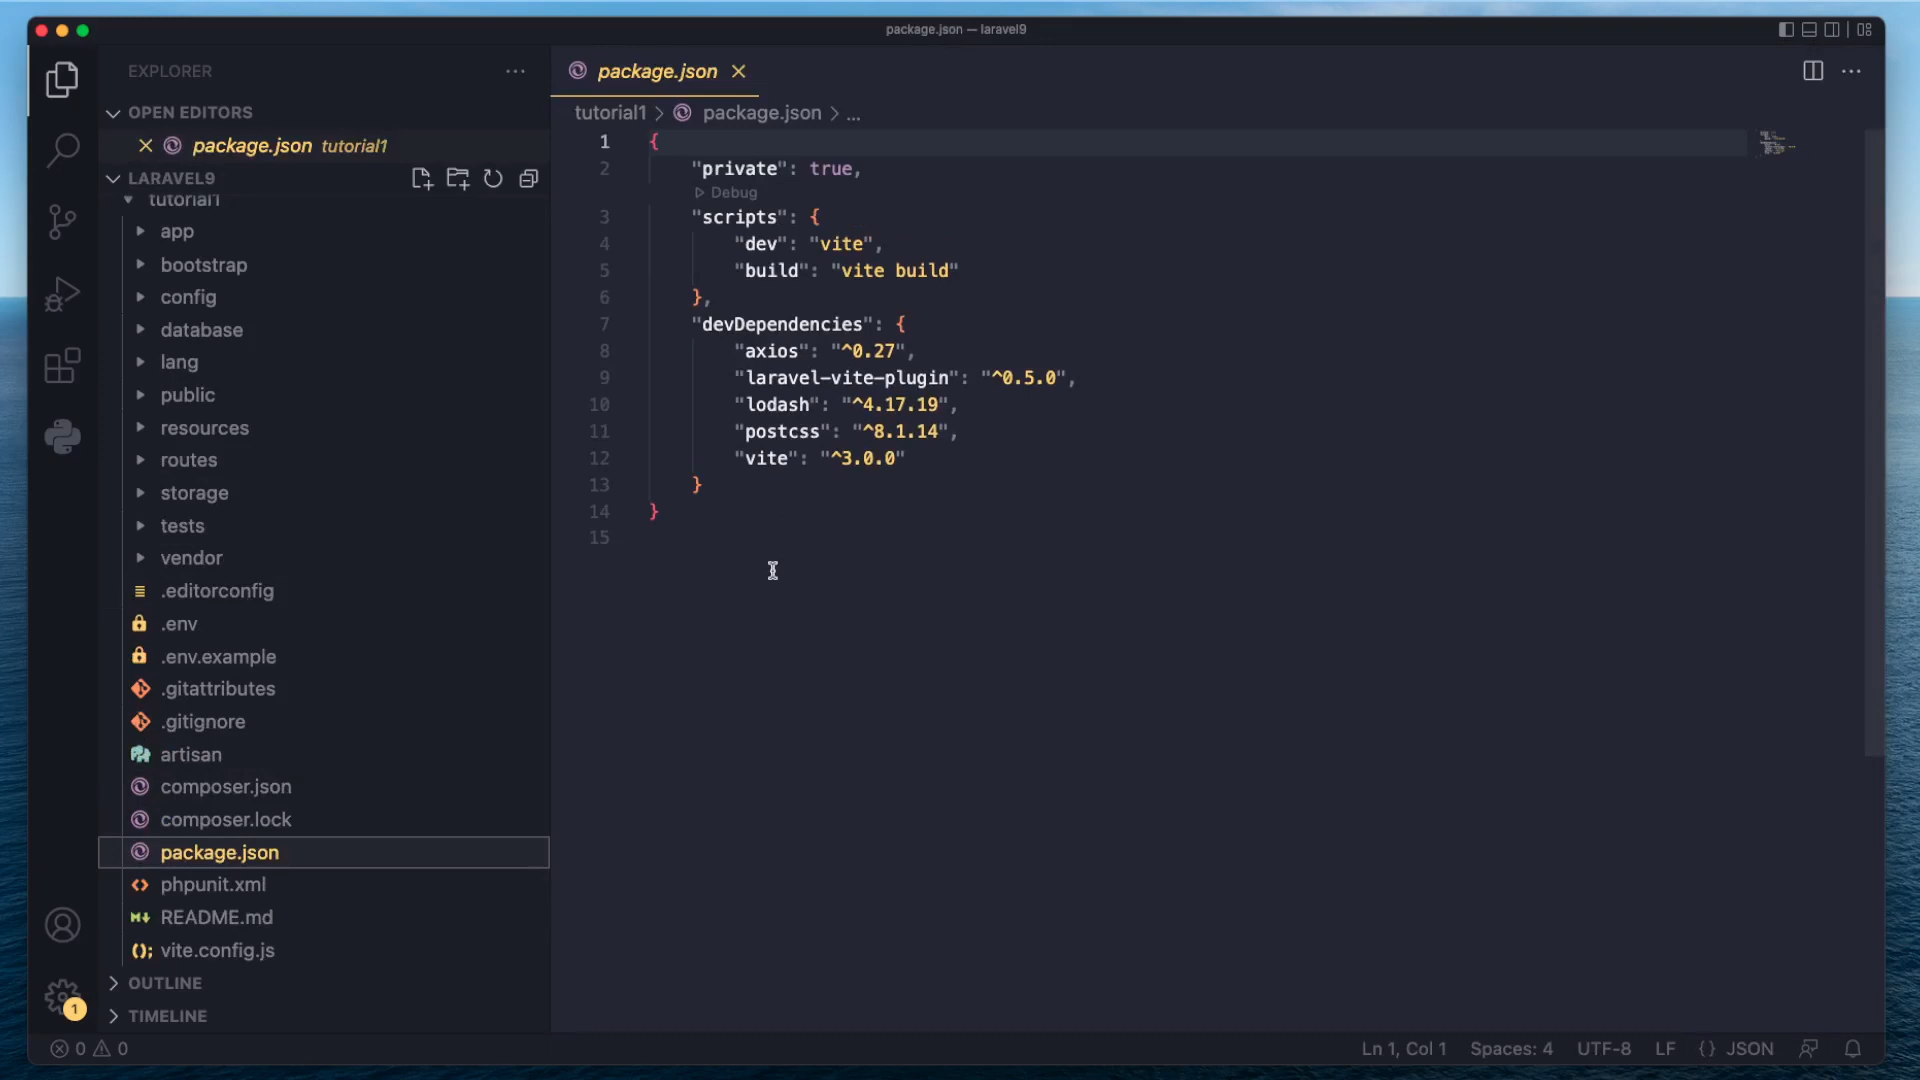 package.json — laravel9
EXPLORER
OPEN EDITORS
package.json tutorial1
LARAVEL9
tutorial1
app
bootstrap
config
database
lang
public
resources
routes
storage
tests
vendor
.editorconfig
.env
.env.example
.gitattributes
.gitignore
artisan
composer.json
composer.lock
package.json
phpunit.xml
README.md
vite.config.js
OUTLINE
TIMELINE
package.json
tutorial1 > package.json > ...
1 {
2 "private": true,
Debug
3 "scripts": {
4 "dev": "vite",
5 "build": "vite build"
6 },
7 "devDependencies": {
8 "axios": "^0.27",
9 "laravel-vite-plugin": "^0.5.0",
10 "lodash": "^4.17.19",
11 "postcss": "^8.1.14",
12 "vite": "^3.0.0"
13 }
14 }
15
1
0 0
Ln 1, Col 1 Spaces: 4 UTF-8 LF {} JSON